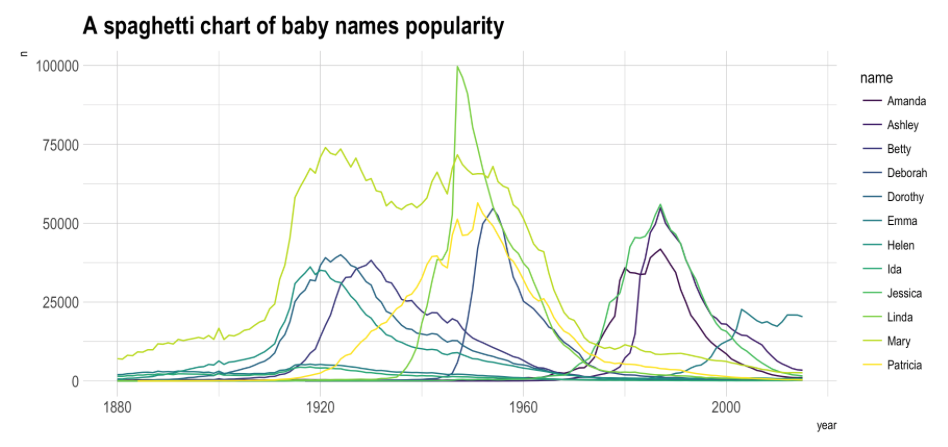 A spaghetti chart of baby names popularity
n
100000
75000
50000
25000
0
1880
1920
1960
2000
year
name
Amanda
Ashley
Betty
Deborah
Dorothy
Emma
Helen
Ida
Jessica
Linda
Mary
Patricia